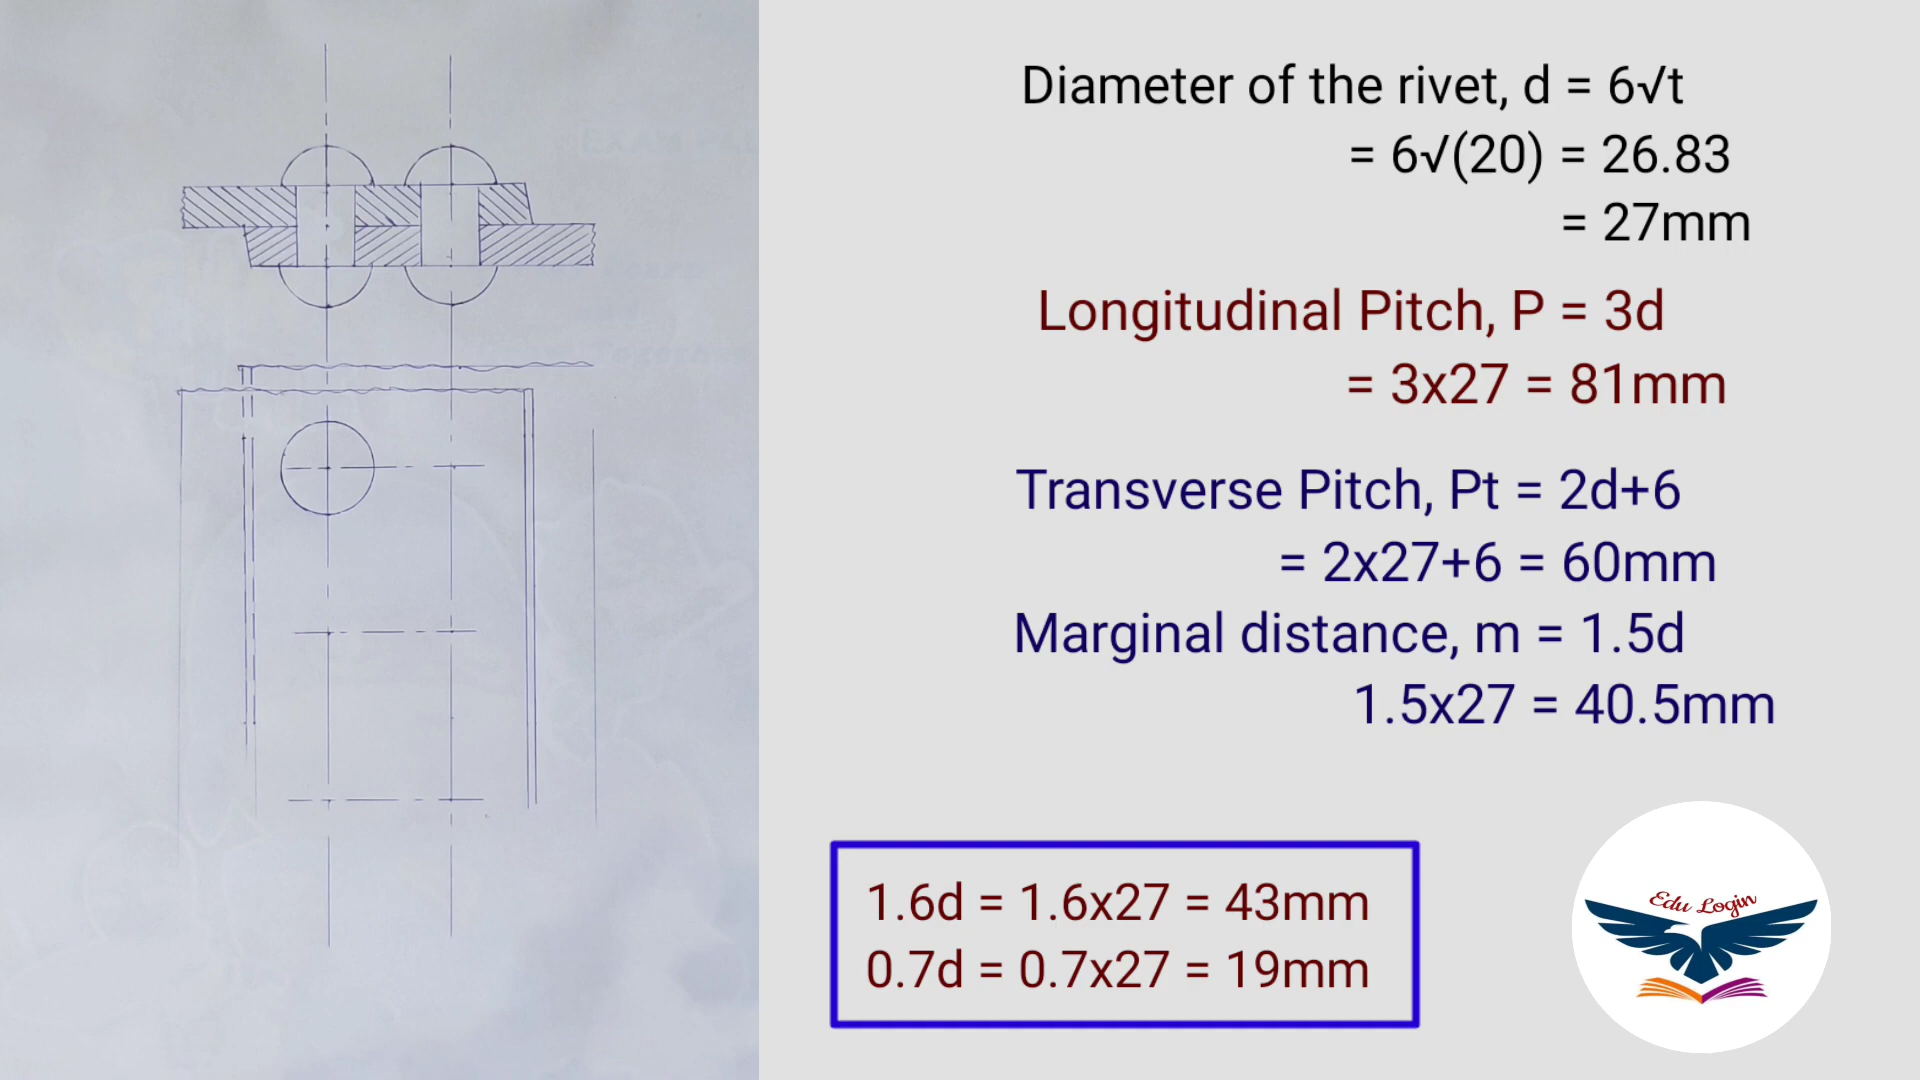 EXAM PA
Diameter of the rivet, d = 6√t
= 6√(20) = 26.83
= 27mm
Longitudinal Pitch, P = 3d
= 3x27 = 81mm
Transverse Pitch, Pt = 2d+6
= 2x27+6 = 60mm
Marginal distance, m = 1.5d
1.5x27 = 40.5mm
1.6d = 1.6x27 = 43mm
0.7d = 0.7x27 = 19mm
Edu Login